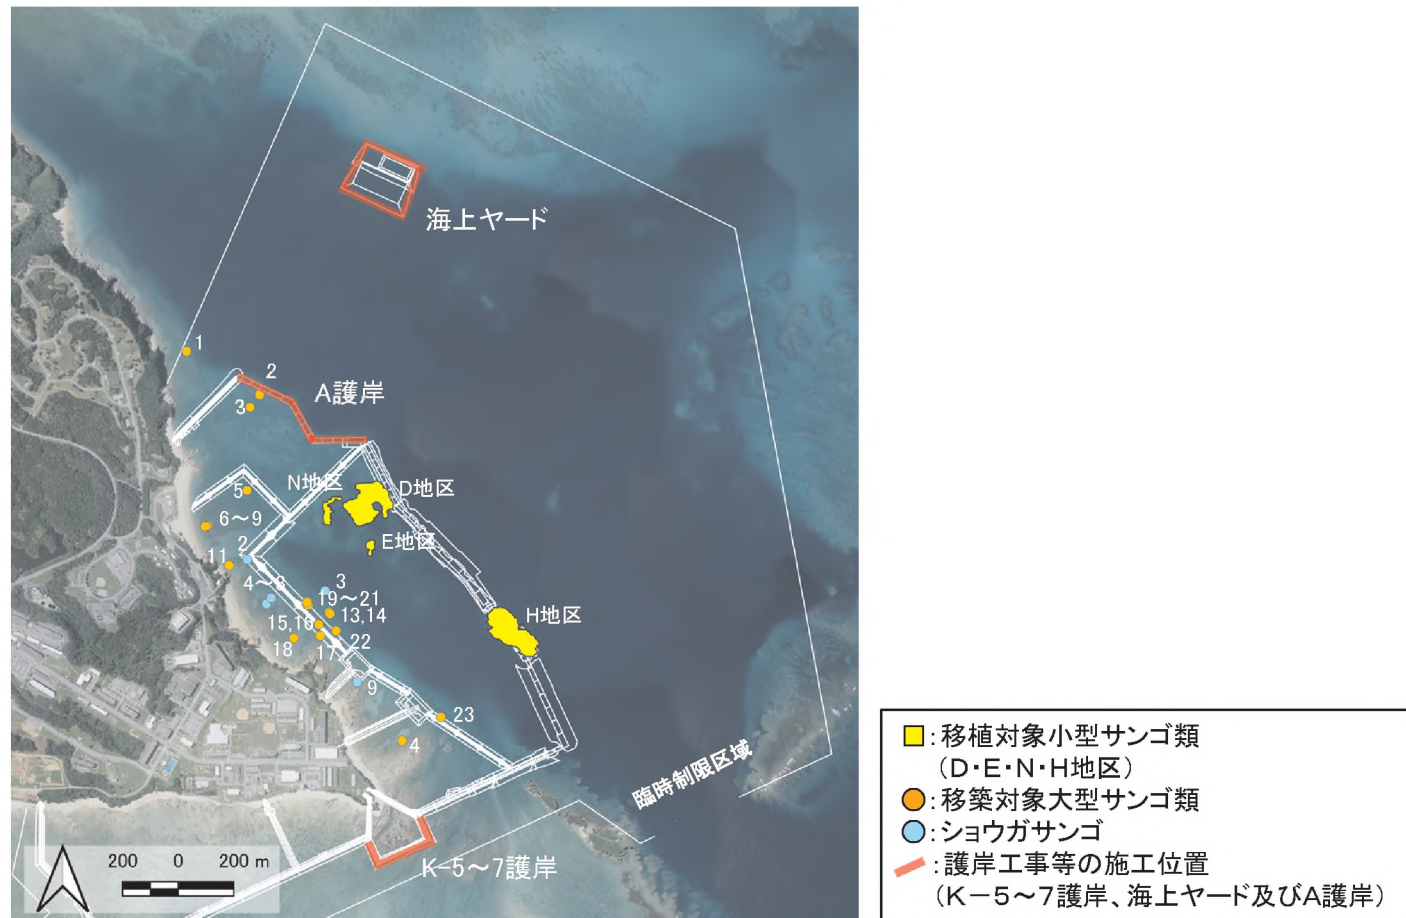 海上ヤード
1
2
A護岸
3
N地区
D地区
5
6～9
E地区
2
11
4～8
3
19～21
H地区
13,14
15,16
22
18
17
9
23
4
臨時制限区域
K-5～7護岸
200 0 200 m
:移植対象小型サンゴ類
(D・E・N・H地区)
:移築対象大型サンゴ類
:ショウガサンゴ
:護岸工事等の施工位置
(K－5～7護岸、海上ヤード及びA護岸)